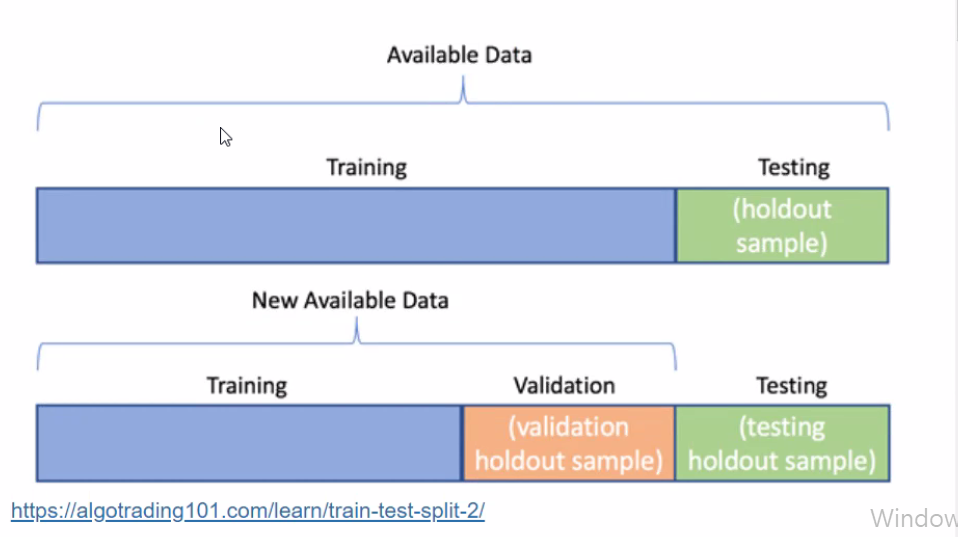 Available Data
Training
Testing
(holdout
sample)
New Available Data
Training
Validation
Testing
(validation
holdout sample)
(testing
holdout sample)
https://algotrading101.com/learn/train-test-split-2/
Window